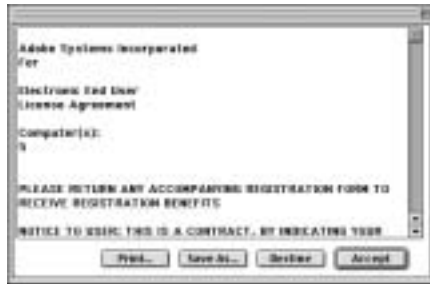 Adobe Systems Incorporated
For
Electronic End User
License Agreement
Computer(s):
5
PLEASE RETURN ANY ACCOMPANYING REGISTRATION FORM TO
RECEIVE REGISTRATION BENEFITS
NOTICE TO USER: THIS IS A CONTRACT. BY INDICATING YOUR
Print... Save As... Decline Accept